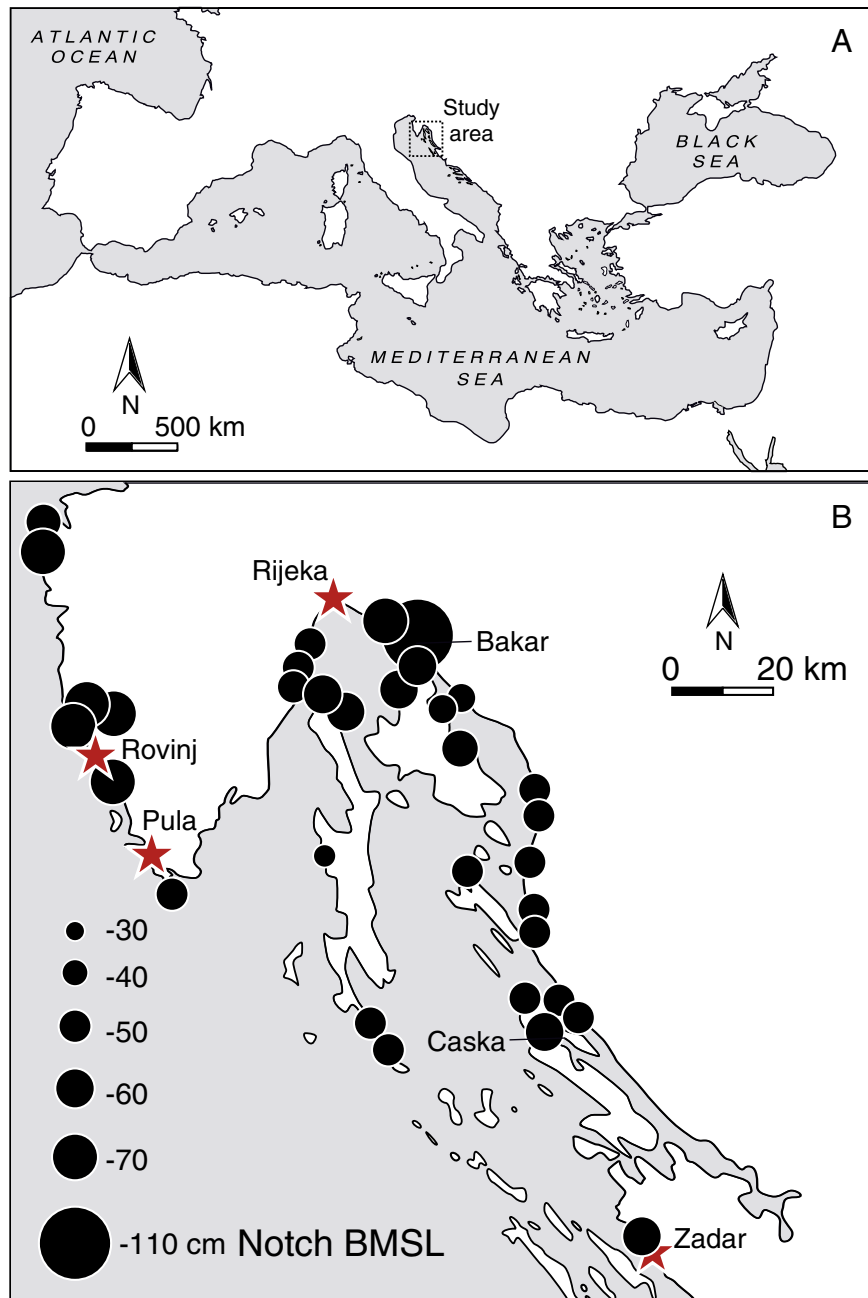 A
ATLANTIC
OCEAN
Study
area
BLACK
SEA
MEDITERRANEAN
SEA
N
0 500 km
B
Rijeka
Bakar
N
0 20 km
Rovinj
Pula
-30
-40
-50
-60
-70
-110 cm Notch BMSL
Caska
Zadar